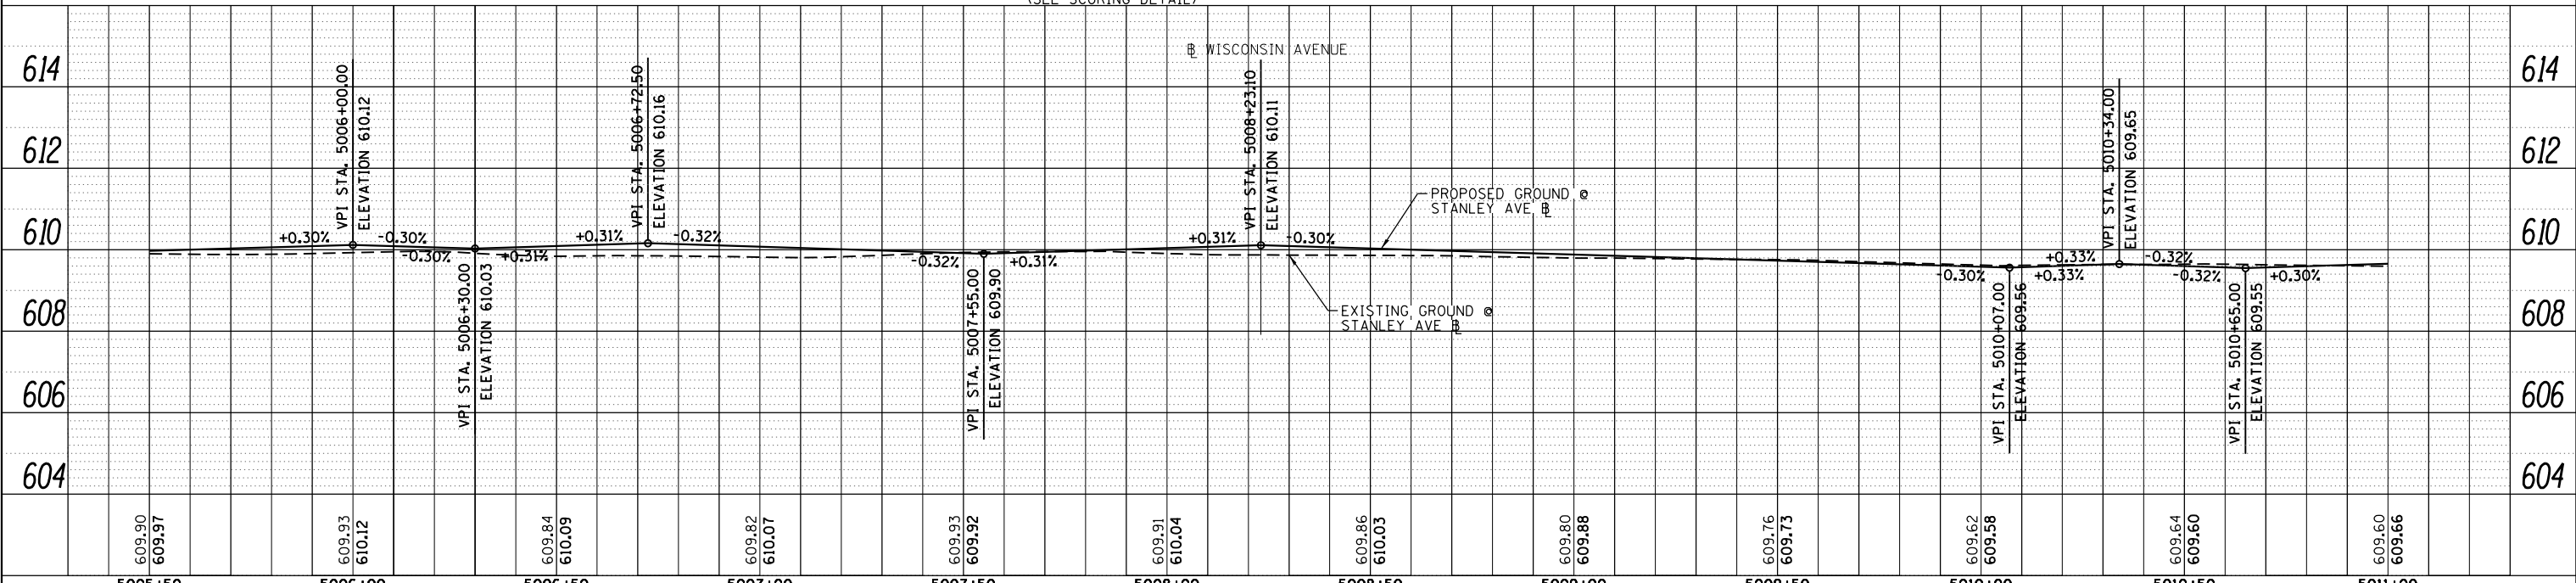 ℄ WISCONSIN AVENUE
614
614
612
612
610
610
608
608
606
606
604
604
VPI STA. 5006+00.00
ELEVATION 610.12
VPI STA. 5006+30.00
ELEVATION 610.03
VPI STA. 5006+72.50
ELEVATION 610.16
VPI STA. 5007+55.00
ELEVATION 609.90
VPI STA. 5008+23.10
ELEVATION 610.11
VPI STA. 5010+07.00
ELEVATION 609.56
VPI STA. 5010+34.00
ELEVATION 609.65
VPI STA. 5010+65.00
ELEVATION 609.55
+0.30%
-0.30%
-0.30%
+0.31%
+0.31%
-0.32%
-0.32%
+0.31%
+0.31%
-0.30%
-0.30%
+0.33%
+0.33%
-0.32%
-0.32%
+0.30%
PROPOSED GROUND @
STANLEY AVE ℄
EXISTING GROUND @
STANLEY AVE ℄
609.90
609.97
609.93
610.12
609.84
610.09
609.82
610.07
609.93
609.92
609.91
610.04
609.86
610.03
609.80
609.88
609.76
609.73
609.62
609.58
609.64
609.60
609.60
609.66